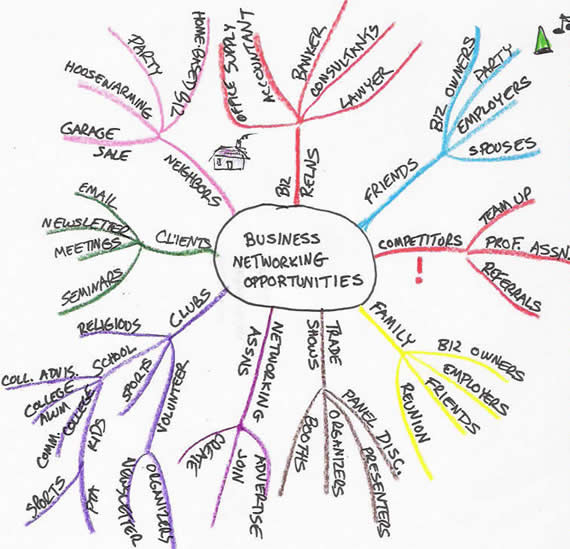 BUSINESS
NETWORKING
OPPORTUNITIES
BIZ
RELNS
OFFICE SUPPLY
ACCOUNTANT
BANKER
CONSULTANTS
LAWYER
FRIENDS
BIZ OWNERS
PARTY
EMPLOYERS
SPOUSES
COMPETITORS
!
TEAM UP
PROF. ASSN.
REFERRALS
FAMILY
BIZ OWNERS
EMPLOYERS
FRIENDS
REUNION
TRADE
SHOWS
PANEL DISC.
PRESENTERS
ORGANIZERS
BOOTHS
NETWORKING
ASSNS
ADVERTISE
JOIN
CREATE
CLUBS
RELIGIOUS
SCHOOL
COLL. ADVIS.
COLLEGE
ALUM
COMM. COLLEGE
KIDS
SPORTS
PTA
SPORTS
VOLUNTEER
ORGANIZERS
NEWSLETTER
CLIENTS
EMAIL
NEWSLETTER
MEETINGS
SEMINARS
NEIGHBORS
GARAGE
SALE
HOUSEWARMING
PARTY
HOME-BASED BIZ